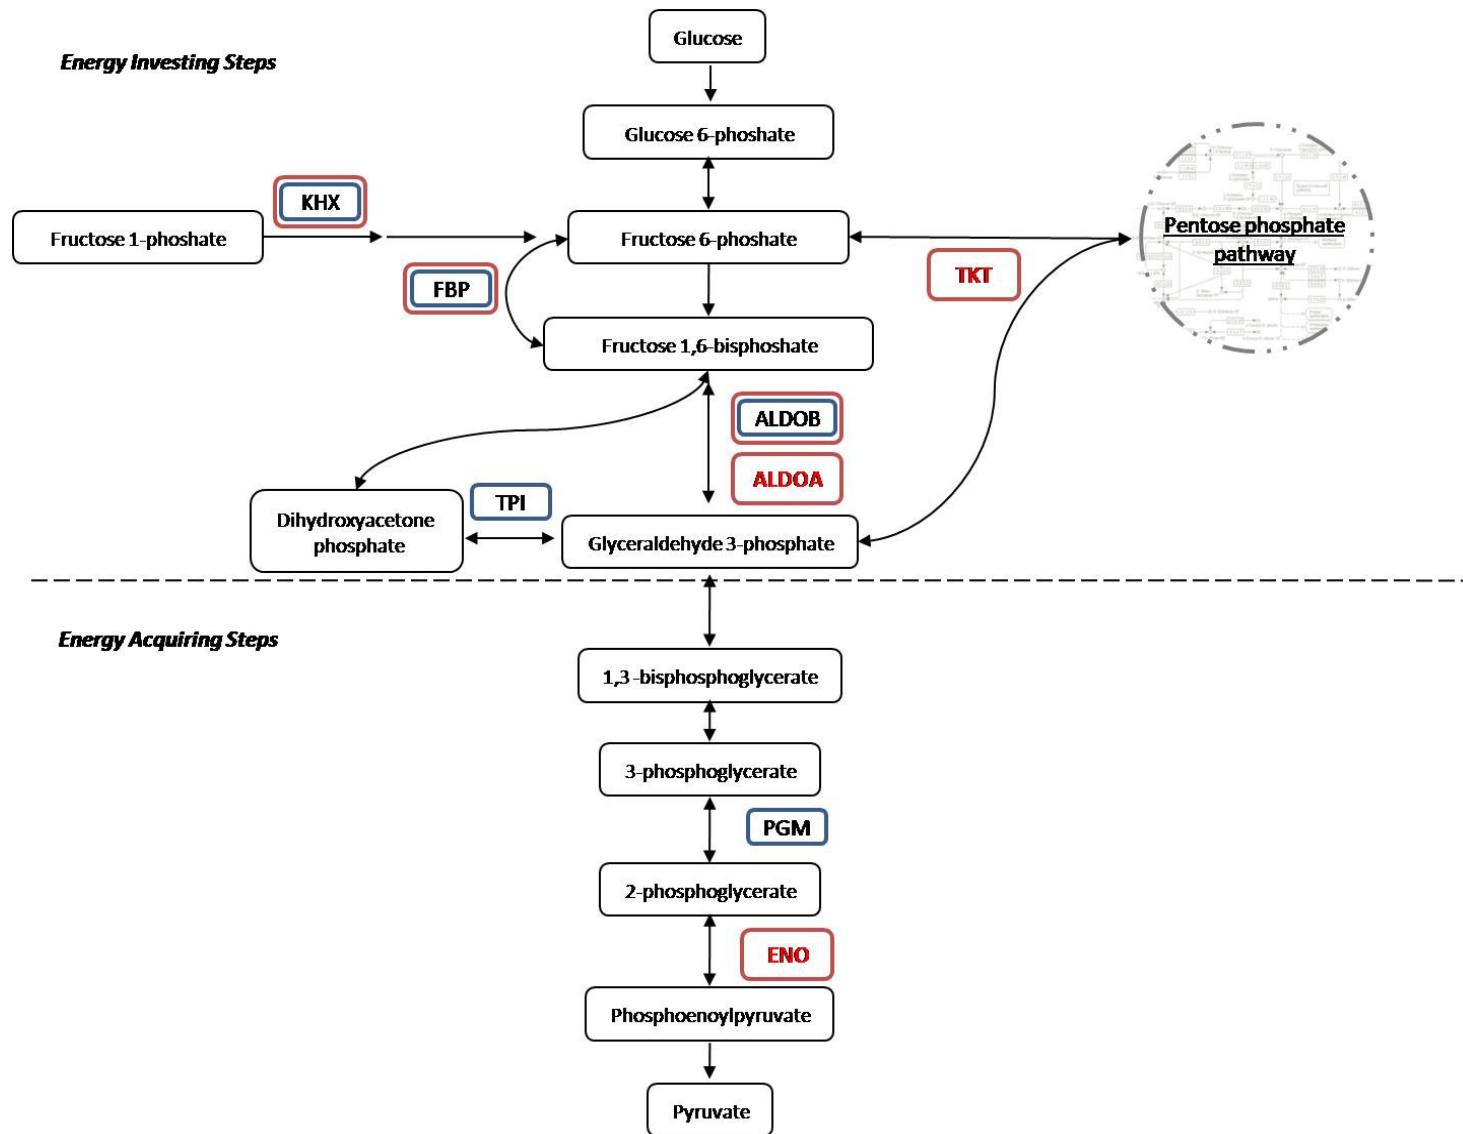 Glucose
Energy Investing Steps
Glucose 6-phoshate
KHX
Fructose 1-phoshate
Fructose 6-phoshate
Pentose phosphate
pathway
FBP
TKT
Fructose 1,6-bisphoshate
ALDOB
ALDOA
TPI
Dihydroxyacetone
phosphate
Glyceraldehyde 3-phosphate
Energy Acquiring Steps
1,3 -bisphosphoglycerate
3-phosphoglycerate
PGM
2-phosphoglycerate
ENO
Phosphoenolpyruvate
Pyruvate